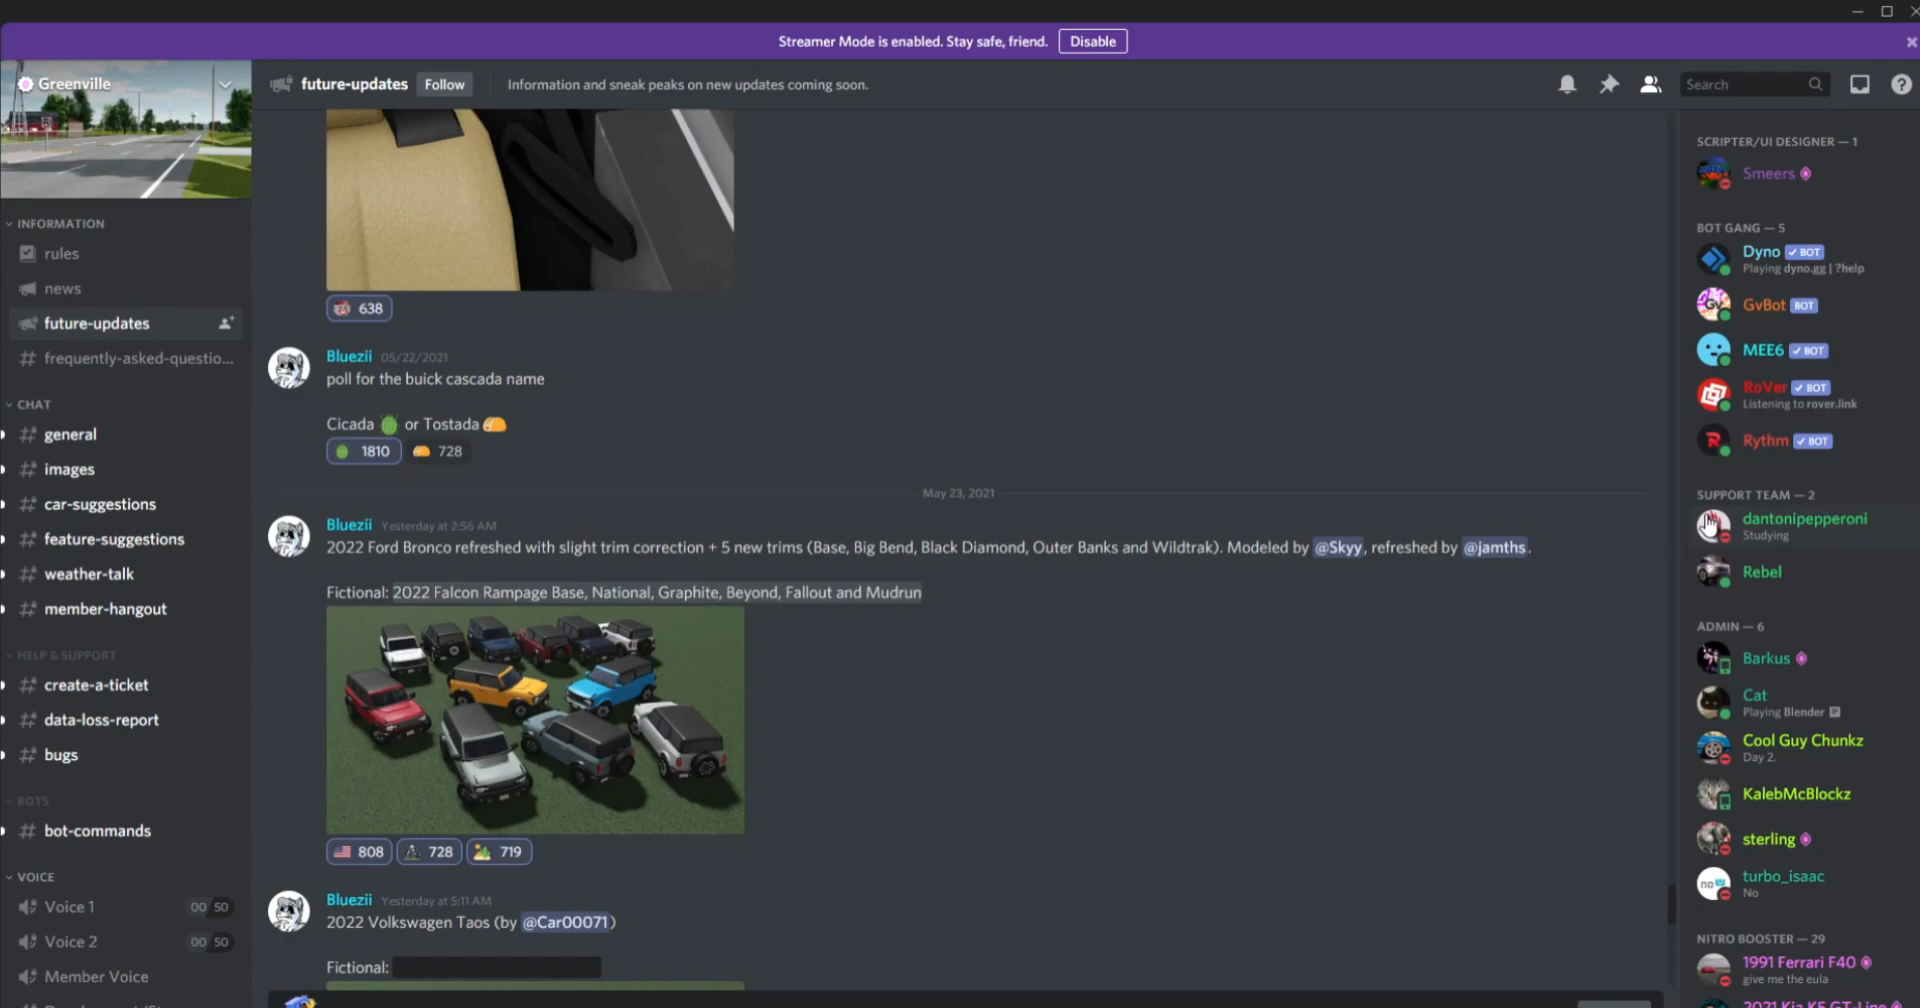 Streamer Mode is enabled. Stay safe, friend. Disable
Greenville
future-updates Follow Information and sneak peaks on new updates coming soon.
Search
INFORMATION
rules
news
future-updates
frequently-asked-questio...
CHAT
general
images
car-suggestions
feature-suggestions
weather-talk
member-hangout
HELP & SUPPORT
create-a-ticket
data-loss-report
bugs
BOTS
bot-commands
VOICE
Voice 1 00 50
Voice 2 00 50
Member Voice
638
Bluezii 05/22/2021
poll for the buick cascada name
Cicada or Tostada
1810 728
May 23, 2021
Bluezii Yesterday at 2:56 AM
2022 Ford Bronco refreshed with slight trim correction + 5 new trims (Base, Big Bend, Black Diamond, Outer Banks and Wildtrak). Modeled by @Skyy, refreshed by @jamths.
Fictional: 2022 Falcon Rampage Base, National, Graphite, Beyond, Fallout and Mudrun
808 728 719
Bluezii Yesterday at 5:11 AM
2022 Volkswagen Taos (by @Car00071)
Fictional:
SCRIPTER/UI DESIGNER — 1
Smeers
BOT GANG — 5
Dyno BOT
Playing dyno.gg | ?help
GvBot BOT
MEE6 BOT
RoVer BOT
Listening to rover.link
Rythm BOT
SUPPORT TEAM — 2
dantonipepperoni
Studying
Rebel
ADMIN — 6
Barkus
Cat
Playing Blender
Cool Guy Chunkz
Day 2.
KalebMcBlockz
sterling
turbo_isaac
No
NITRO BOOSTER — 29
1991 Ferrari F40
give me the eula
2021 Kia K5 GT-Line